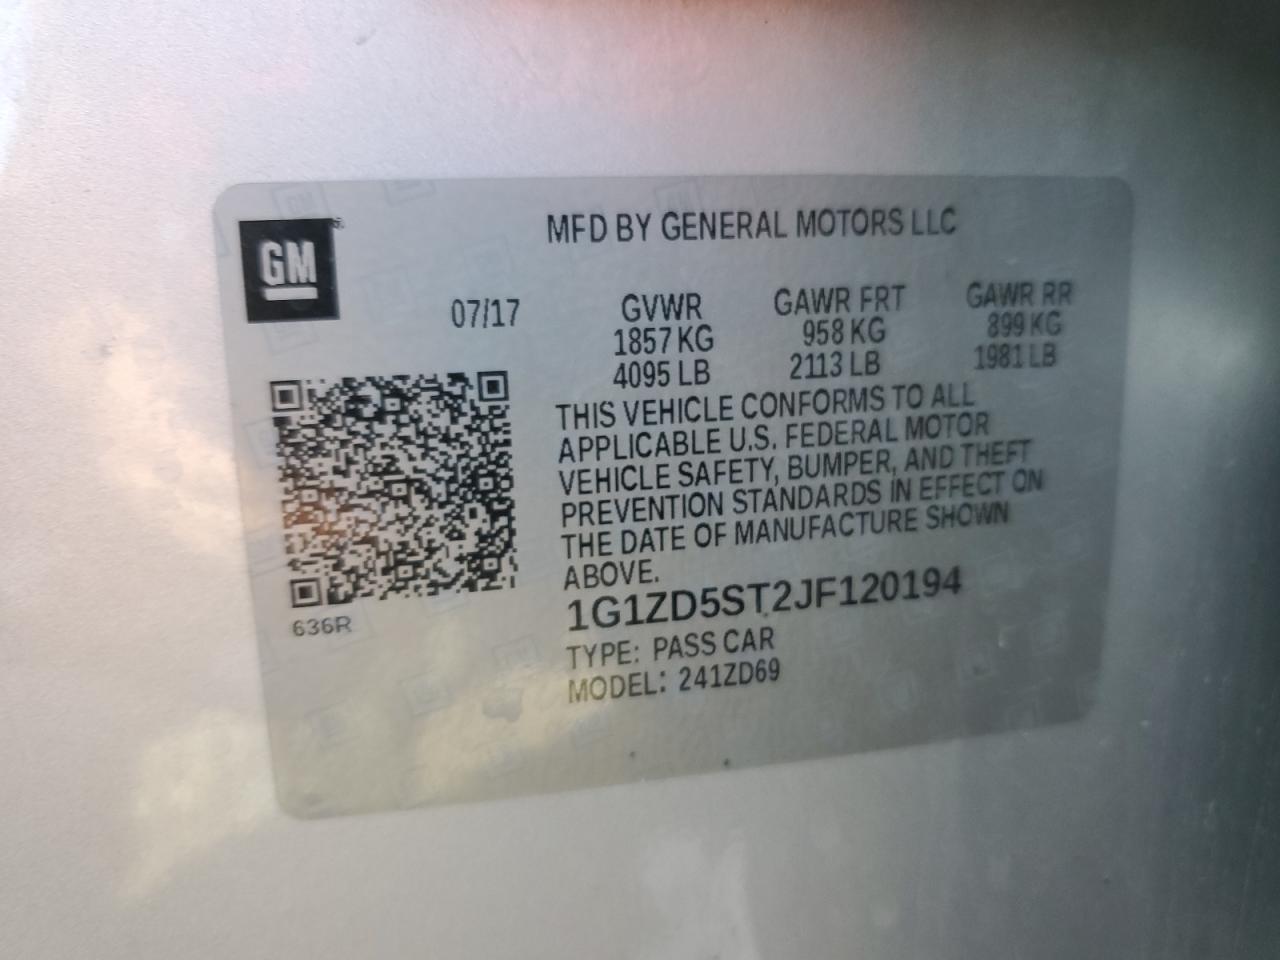 GM
MFD BY GENERAL MOTORS LLC
07/17
GVWR GAWR FRT GAWR RR
1857 KG 958 KG 899 KG
4095 LB 2113 LB 1981 LB
THIS VEHICLE CONFORMS TO ALL
APPLICABLE U.S. FEDERAL MOTOR
VEHICLE SAFETY, BUMPER, AND THEFT
PREVENTION STANDARDS IN EFFECT ON
THE DATE OF MANUFACTURE SHOWN
ABOVE.
1G1ZD5ST2JF120194
636R
TYPE: PASS CAR
MODEL: 241ZD69